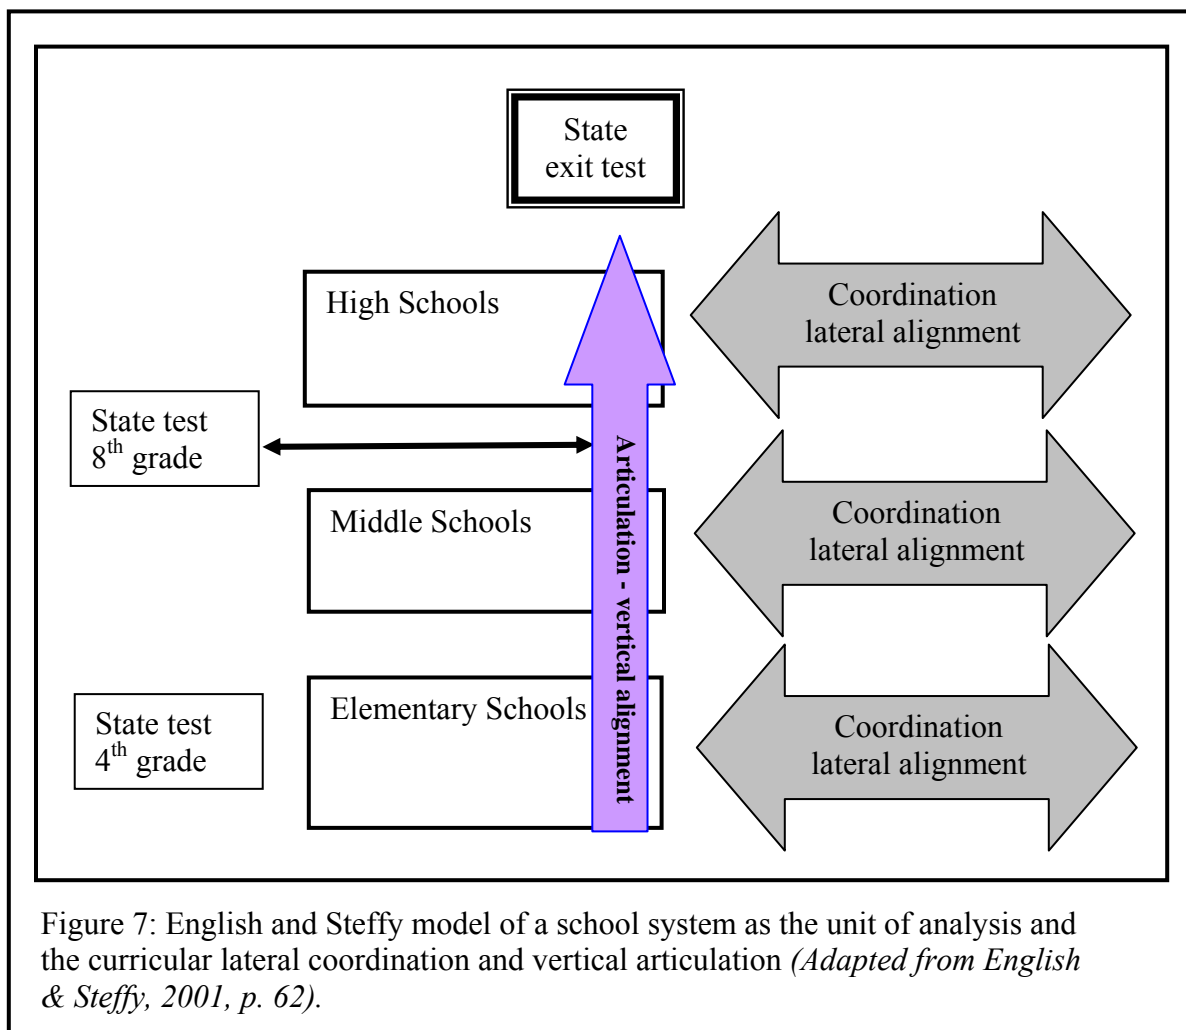 State
exit test
High Schools
Coordination
lateral alignment
State test
8th grade
Articulation - vertical alignment
Middle Schools
Coordination
lateral alignment
Elementary Schools
State test
4th grade
Coordination
lateral alignment
Figure 7: English and Steffy model of a school system as the unit of analysis and
the curricular lateral coordination and vertical articulation (Adapted from English
& Steffy, 2001, p. 62).